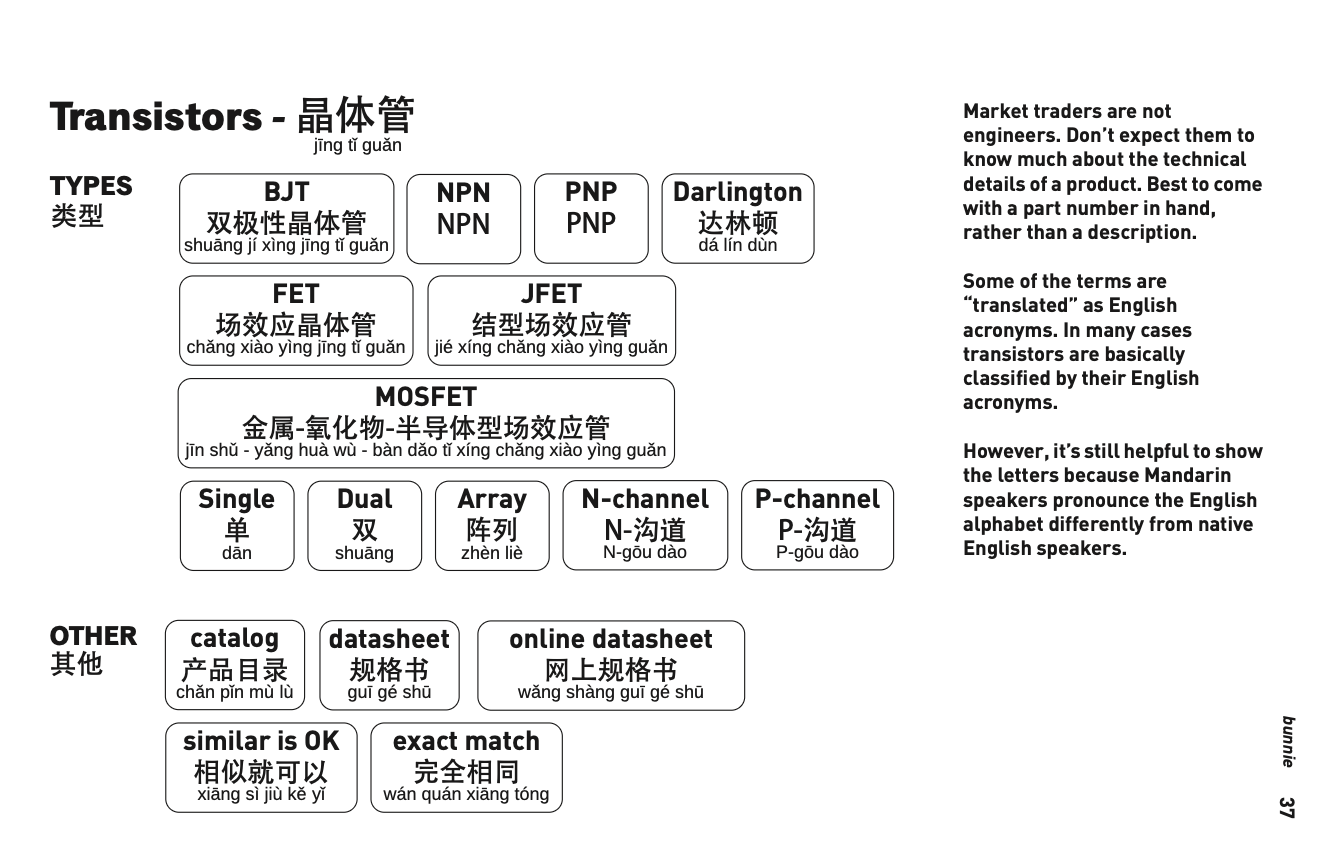 Transistors - 晶体管
jīng tǐ guǎn
TYPES
类型
BJT
双极性晶体管
shuāng jí xìng jīng tǐ guǎn
NPN
NPN
PNP
PNP
Darlington
达林顿
dá lín dùn
FET
场效应晶体管
chǎng xiào yìng jīng tǐ guǎn
JFET
结型场效应管
jié xíng chǎng xiào yìng guǎn
MOSFET
金属-氧化物-半导体型场效应管
jīn shǔ - yǎng huà wù - bàn dǎo tǐ xíng chǎng xiào yìng guǎn
Single
单
dān
Dual
双
shuāng
Array
阵列
zhèn liè
N-channel
N-沟道
N-gōu dào
P-channel
P-沟道
P-gōu dào
OTHER
其他
catalog
产品目录
chǎn pǐn mù lù
datasheet
规格书
guī gé shū
online datasheet
网上规格书
wǎng shàng guī gé shū
similar is OK
相似就可以
xiāng sì jiù kě yǐ
exact match
完全相同
wán quán xiāng tóng
Market traders are not
engineers. Don’t expect them to
know much about the technical
details of a product. Best to come
with a part number in hand,
rather than a description.
Some of the terms are
“translated” as English
acronyms. In many cases
transistors are basically
classified by their English
acronyms.
However, it’s still helpful to show
the letters because Mandarin
speakers pronounce the English
alphabet differently from native
English speakers.
bunnie 37